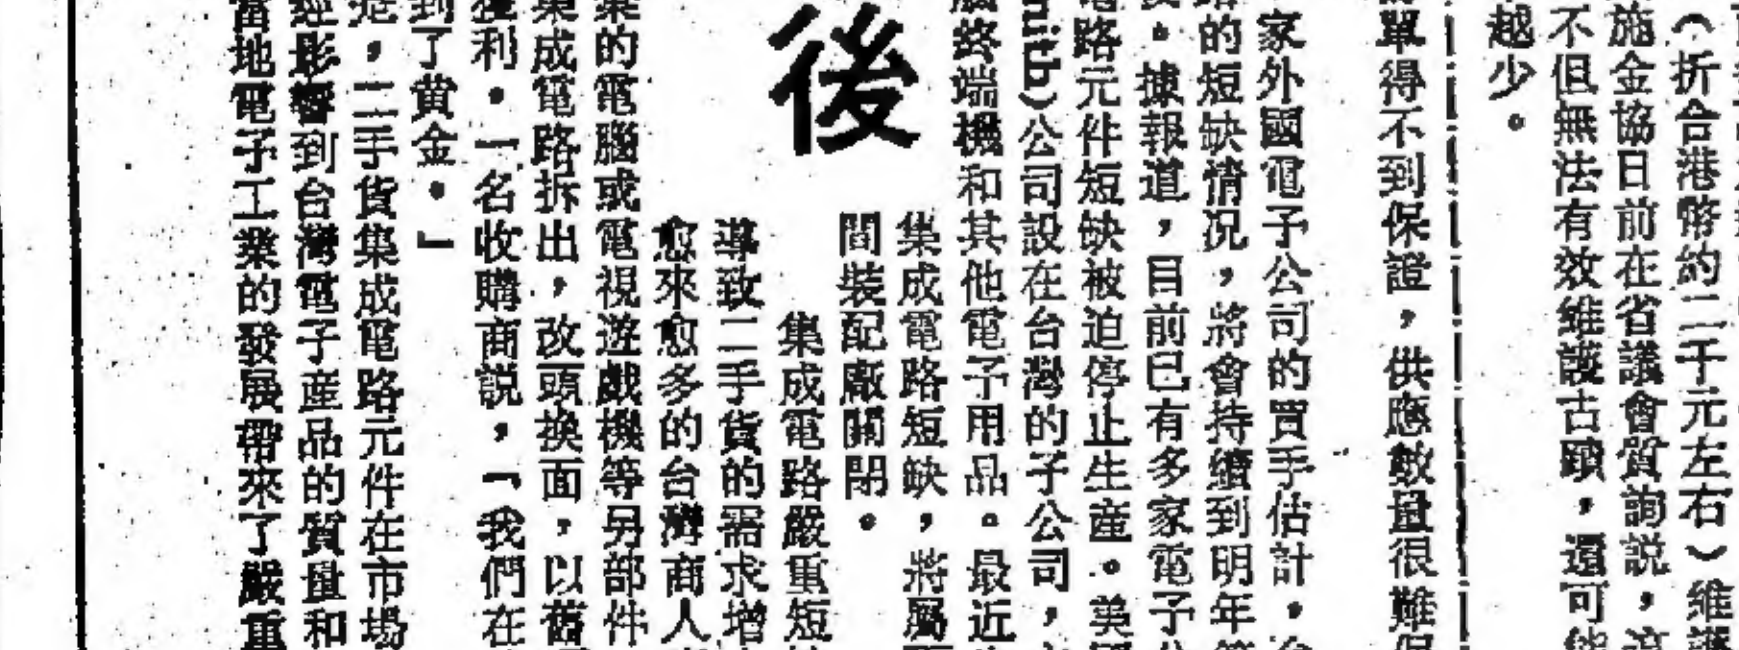 （折合港幣約二千元左右）維護
施金協日前在省議會質詢説，這
不但無法有效維護古蹟，還可能
越少。
單得不到保證，供應數量很難保
家外國電子公司的買手估計，台
的短缺情况，將會持續到明年第
。據報道，目前已有多家電子公
電路元件短缺被迫停止生産。美國
nith）公司設在台灣的子公司，
終端機和其他電子用品。最近
集成電路短缺，將屬
間裝配廠關閉。
後
集成電路嚴重短
導致二手貨的需求增
愈來愈多的台灣商人
集的電腦或電視遊戲機等另部件
集成電路拆出，改頭換面，以舊
獲利。一名收購商説，「我們在
到了黄金。」
是，二手貨集成電路元件在市場
經影響到台灣電子産品的質量和
當地電子工業的發展帶來了嚴重